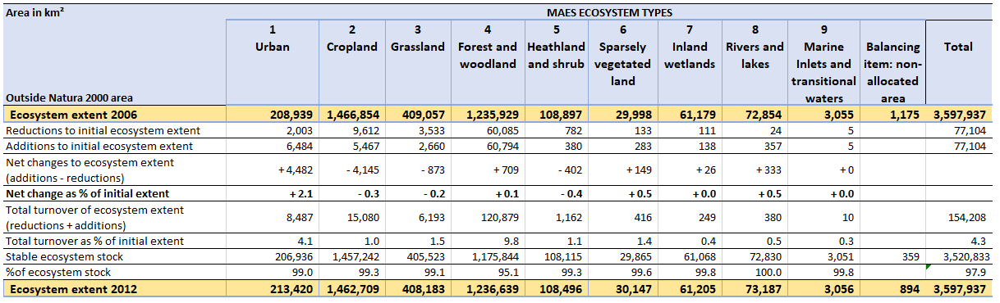 Area in km² MAES ECOSYSTEM TYPES
1 2 3 4 5 6 7 8 9
Urban Cropland Grassland Forest and woodland Heathland and shrub Sparsely vegetated land Inland wetlands Rivers and lakes Marine Inlets and transitional waters Balancing item: non-allocated area Total
Outside Natura 2000 area
Ecosystem extent 2006 208,939 1,466,854 409,057 1,235,929 108,897 29,998 61,179 72,854 3,055 1,175 3,597,937
Reductions to initial ecosystem extent 2,003 9,612 3,533 60,085 782 133 111 24 5 77,104
Additions to initial ecosystem extent 6,484 5,467 2,660 60,794 380 283 138 357 5 77,104
Net changes to ecosystem extent
(additions - reductions) + 4,482 - 4,145 - 873 + 709 - 402 + 149 + 26 + 333 + 0
Net change as % of initial extent + 2.1 - 0.3 - 0.2 + 0.1 - 0.4 + 0.5 + 0.0 + 0.5 + 0.0
Total turnover of ecosystem extent
(reductions + additions) 8,487 15,080 6,193 120,879 1,162 416 249 380 10 154,208
Total turnover as % of initial extent 4.1 1.0 1.5 9.8 1.1 1.4 0.4 0.5 0.3 4.3
Stable ecosystem stock 206,936 1,457,242 405,523 1,175,844 108,115 29,865 61,068 72,830 3,051 359 3,520,833
%of ecosystem stock 99.0 99.3 99.1 95.1 99.3 99.6 99.8 100.0 99.8 97.9
Ecosystem extent 2012 213,420 1,462,709 408,183 1,236,639 108,496 30,147 61,205 73,187 3,056 894 3,597,937